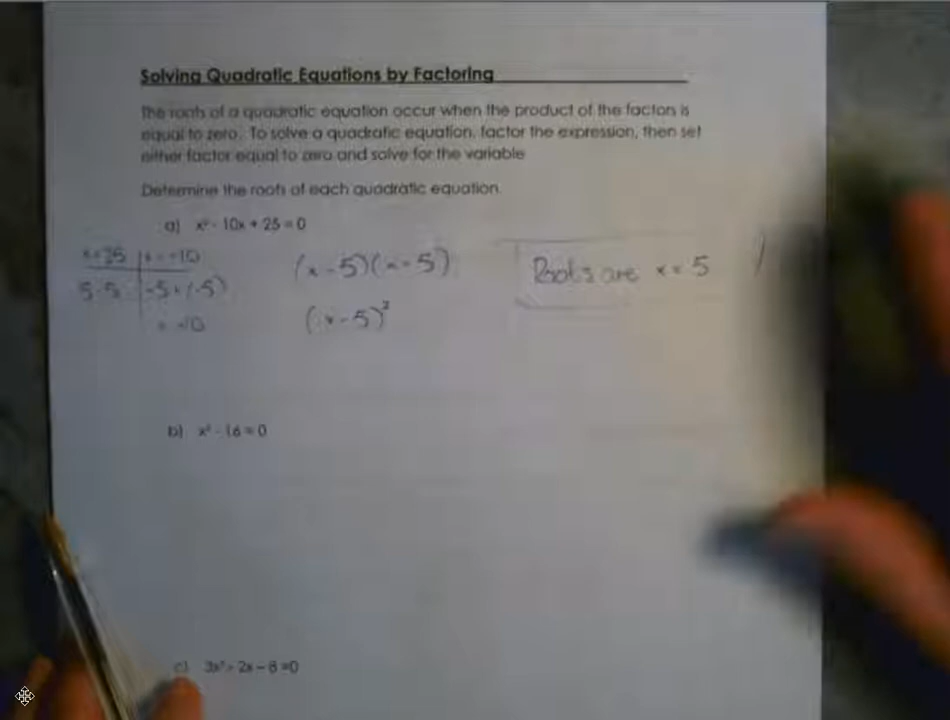 Solving Quadratic Equations by Factoring
The roots of a quadratic equation occur when the product of the factors is
equal to zero. To solve a quadratic equation, factor the expression, then set
either factor equal to zero and solve for the variable
Determine the roots of each quadratic equation.
a) x² - 10x + 25 = 0
x = 25 + = -10
(x - 5)(x - 5)
Roots are x = 5
-5 + (-5)
= -10
(x - 5)²
b) x² - 16 = 0
c) 3x² - 2x - 8 = 0